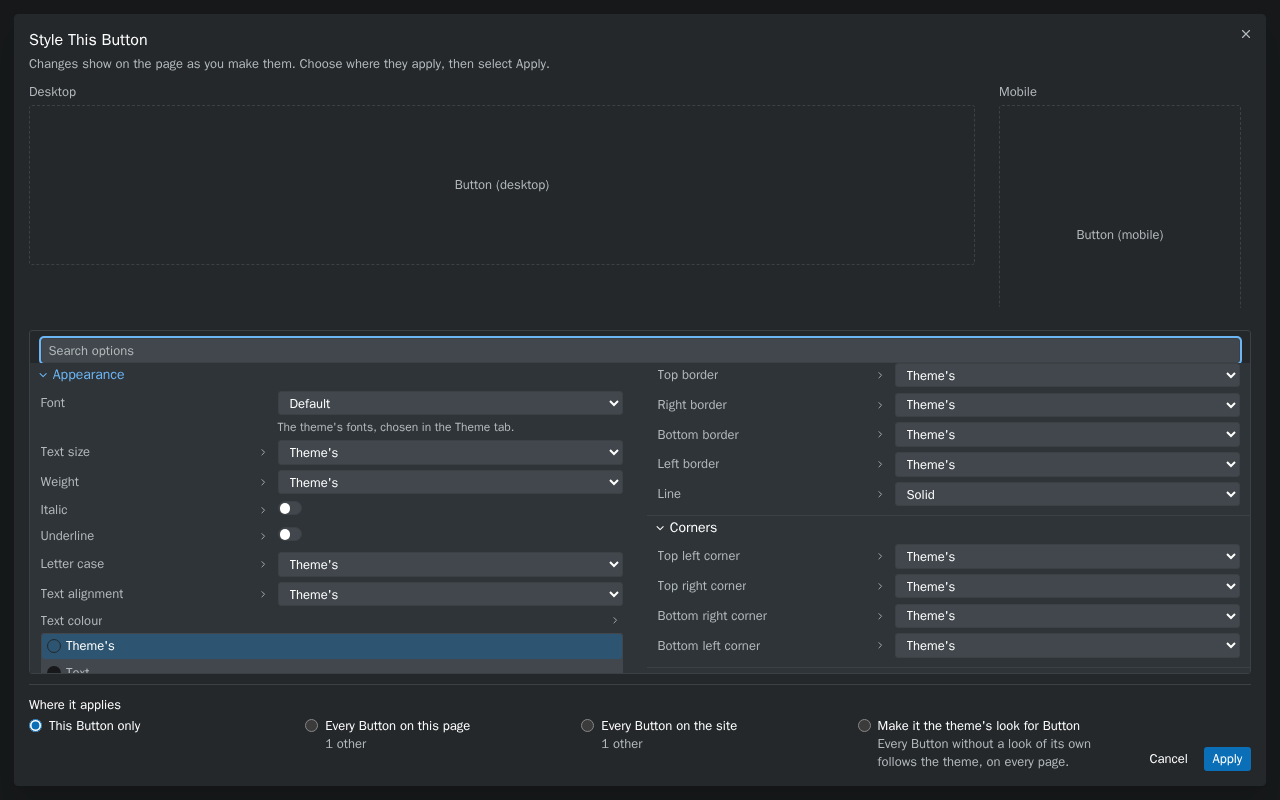 Style This Button
Changes show on the page as you make them. Choose where they apply, then select Apply.
Desktop
Mobile
Button (desktop)
Button (mobile)
Search options
Appearance
Font
Default
The theme's fonts, chosen in the Theme tab.
Text size
Theme's
Weight
Theme's
Italic
Underline
Letter case
Theme's
Text alignment
Theme's
Text colour
Theme's
Text
Top border
Theme's
Right border
Theme's
Bottom border
Theme's
Left border
Theme's
Line
Solid
Corners
Top left corner
Theme's
Top right corner
Theme's
Bottom right corner
Theme's
Bottom left corner
Theme's
Where it applies
This Button only
Every Button on this page
1 other
Every Button on the site
1 other
Make it the theme's look for Button
Every Button without a look of its own
follows the theme, on every page.
Cancel
Apply